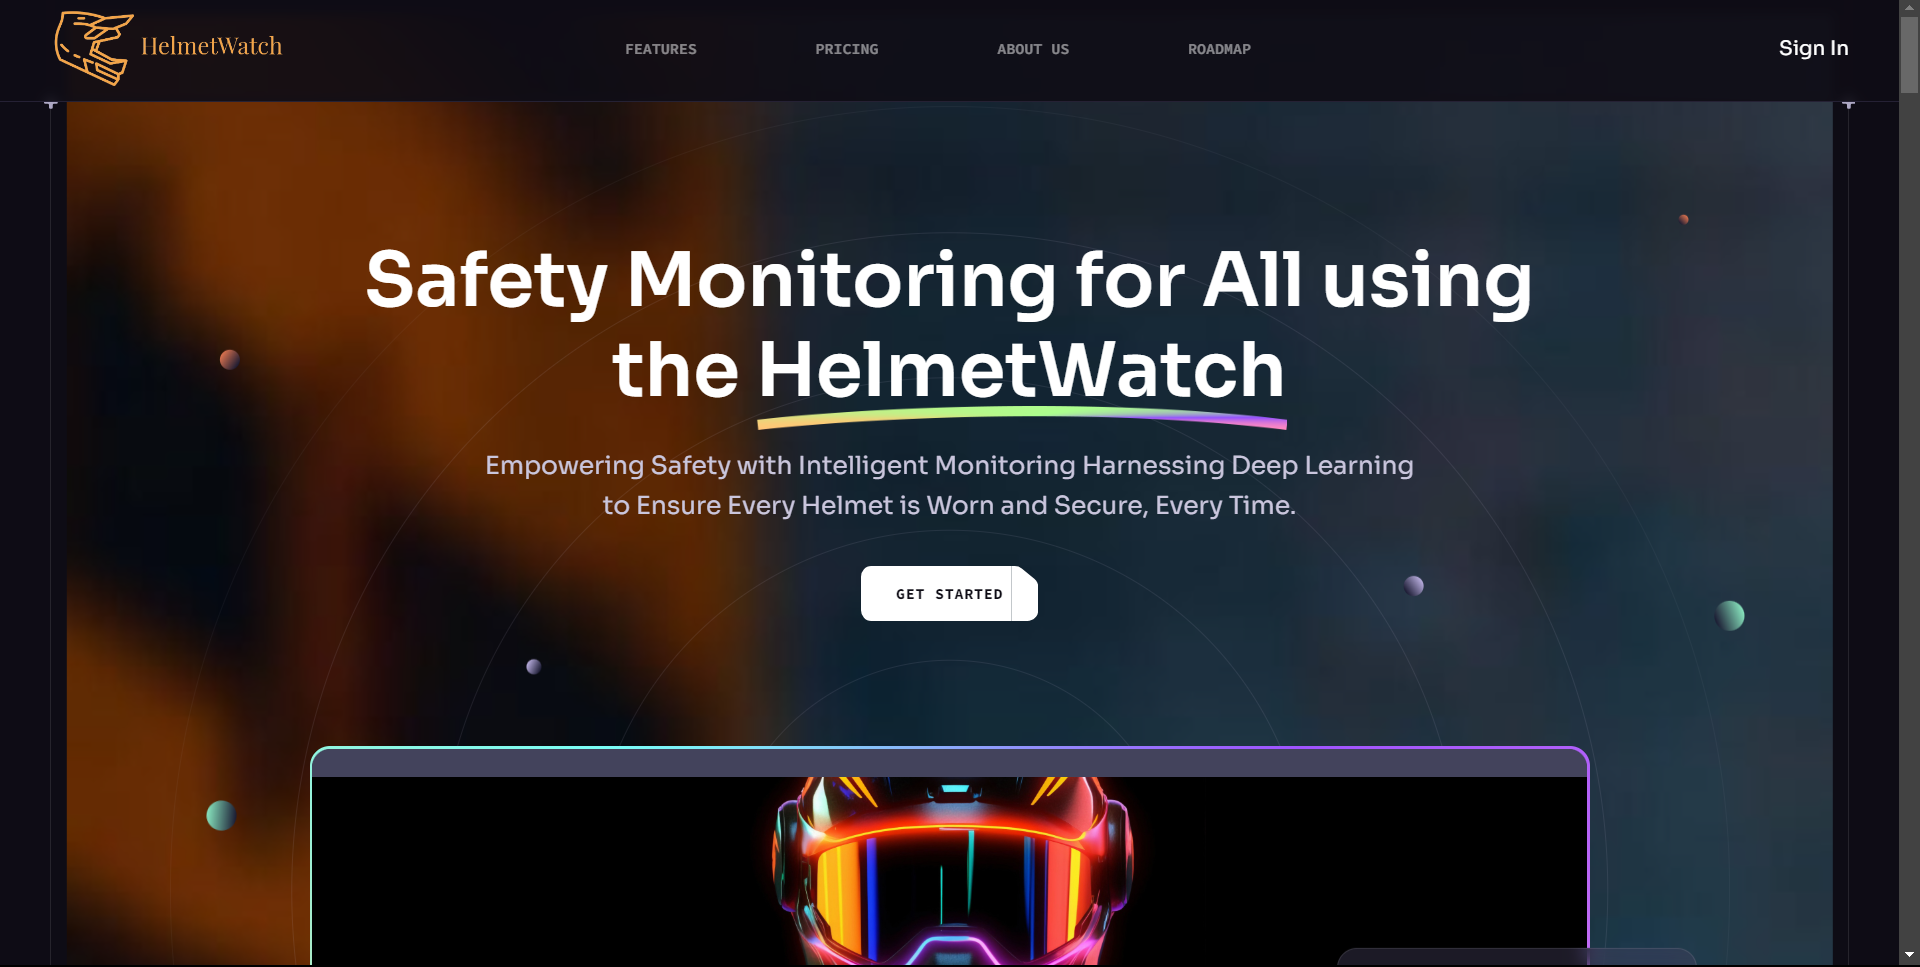 HelmetWatch
FEATURES
PRICING
ABOUT US
ROADMAP
Sign In
Safety Monitoring for All using
the HelmetWatch
Empowering Safety with Intelligent Monitoring Harnessing Deep Learning
to Ensure Every Helmet is Worn and Secure, Every Time.
GET STARTED